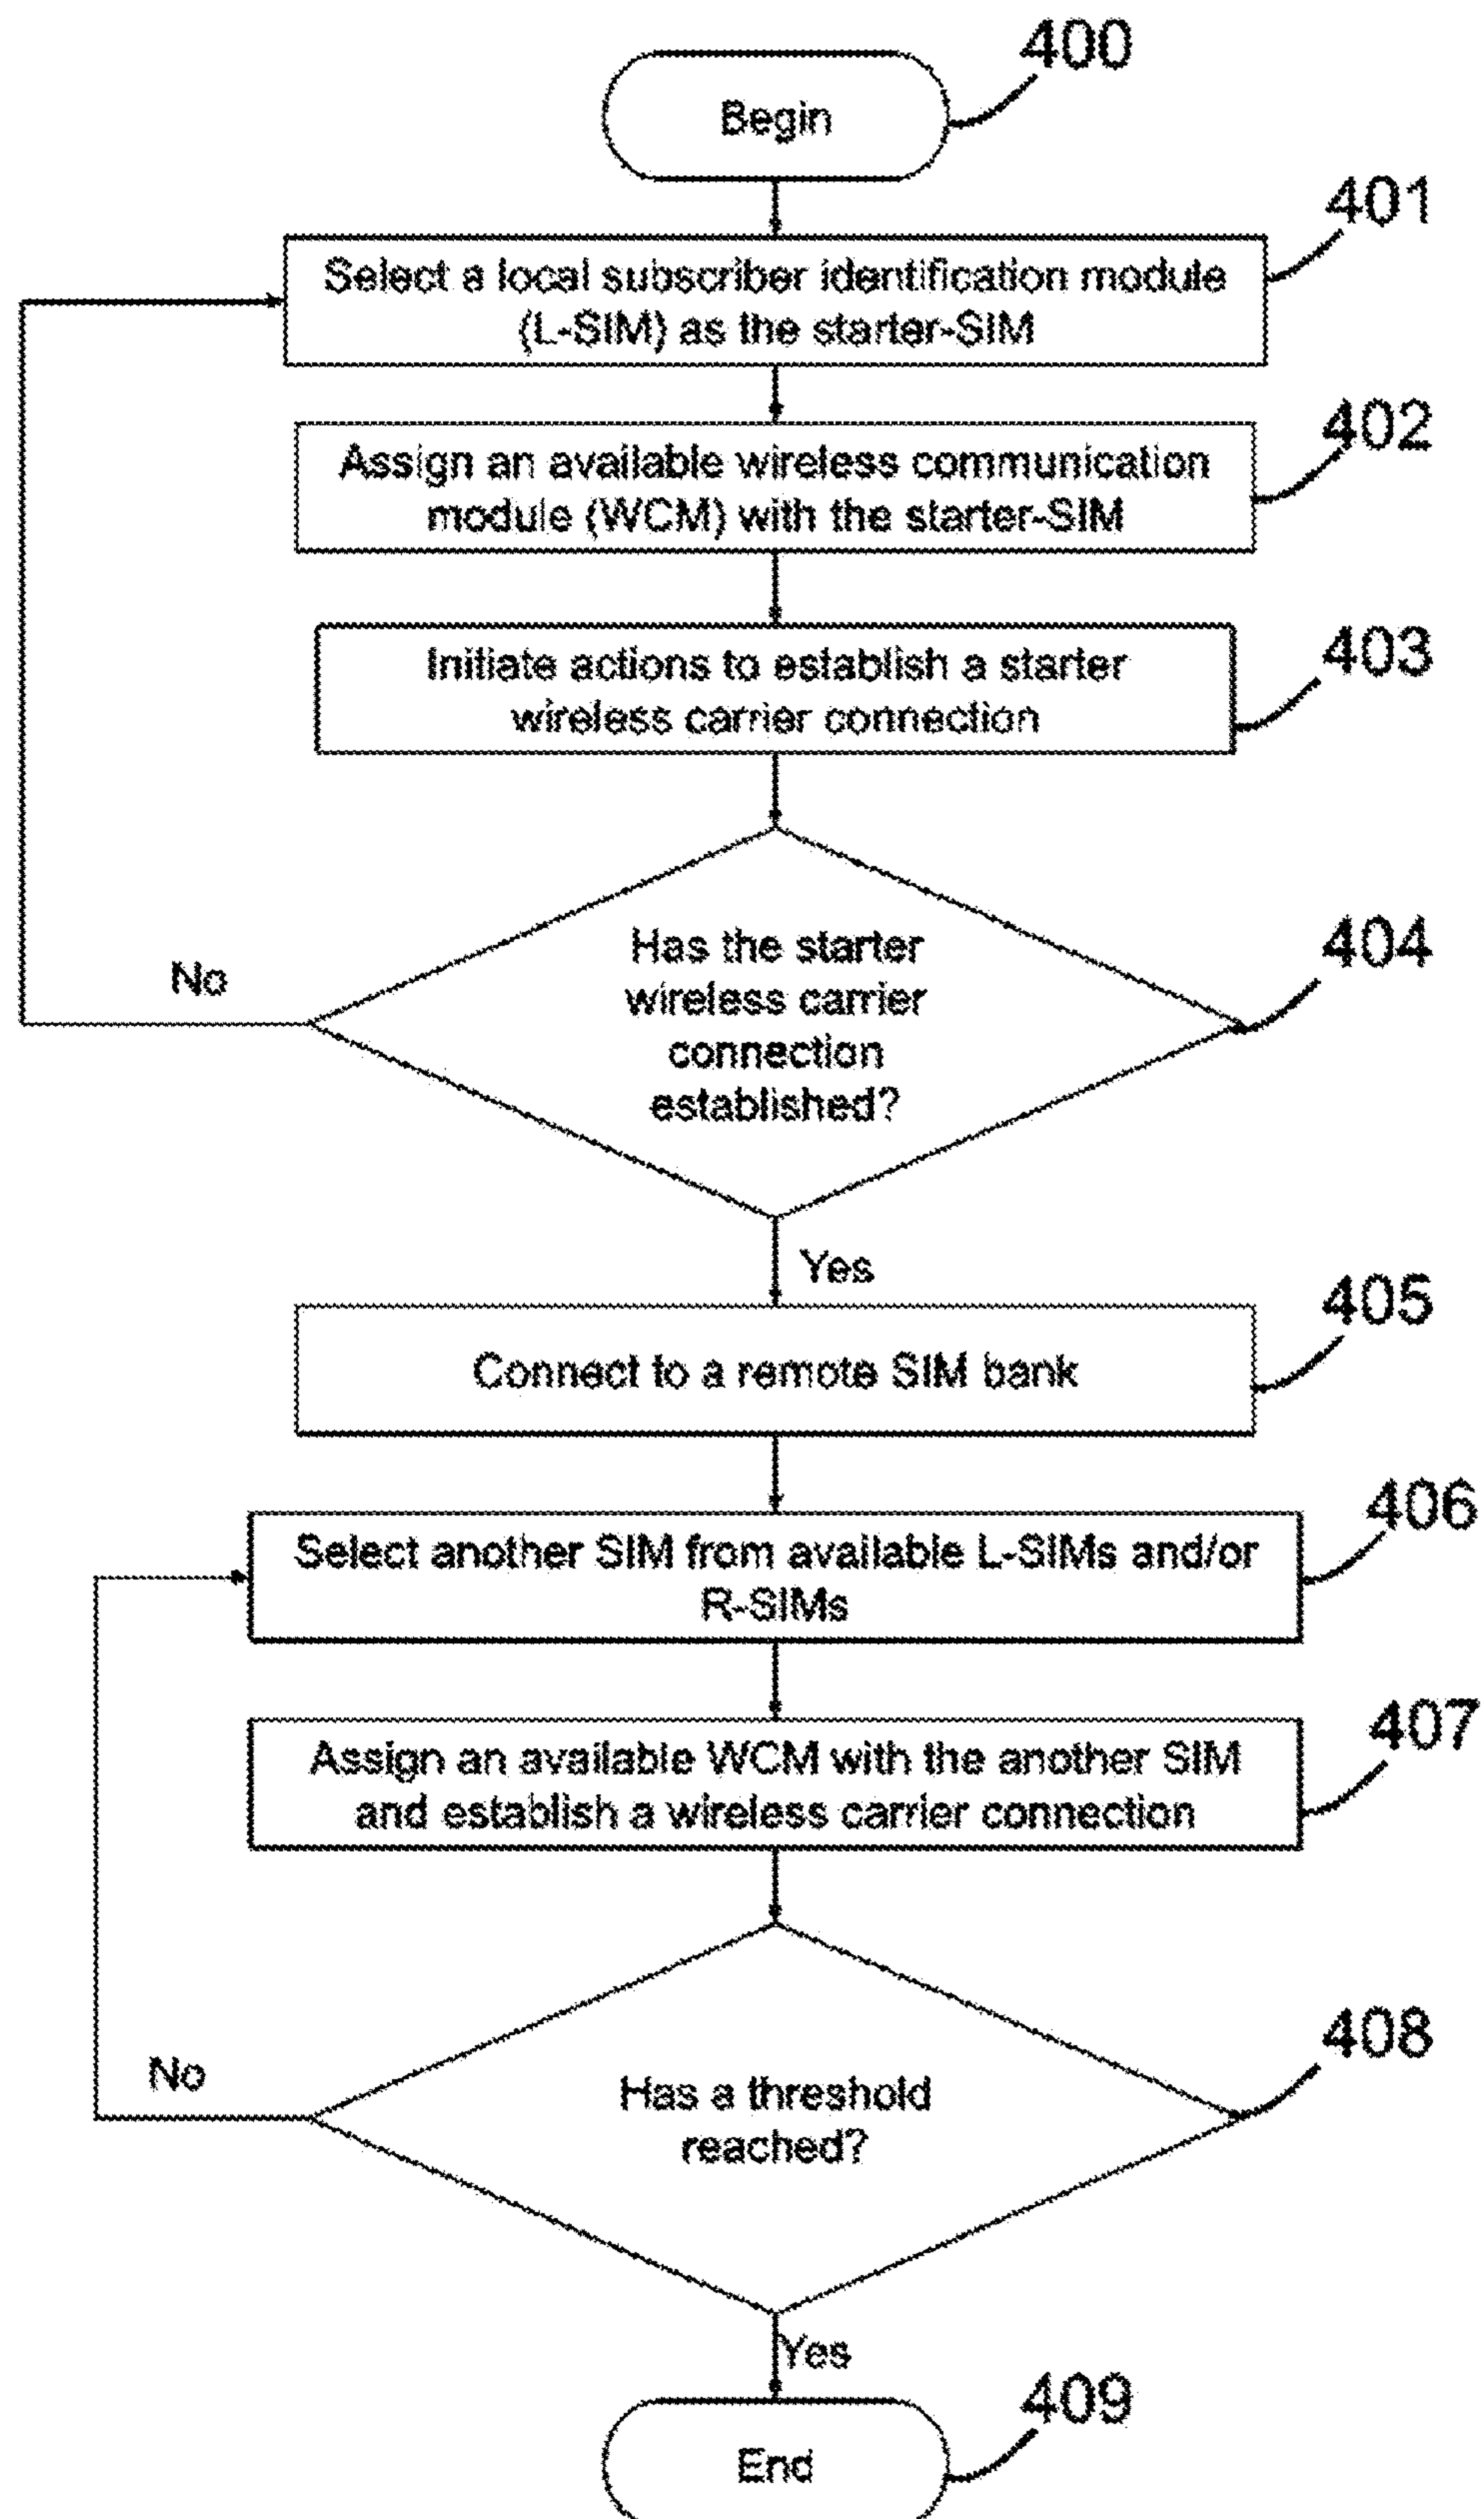 400
Begin
401
Select a local subscriber identification module
(L-SIM) as the starter-SIM
402
Assign an available wireless communication
module (WCM) with the starter-SIM
403
Initiate actions to establish a starter
wireless carrier connection
404
Has the starter
wireless carrier
connection
established?
No
Yes
405
Connect to a remote SIM bank
406
Select another SIM from available L-SIMs and/or
R-SIMs
407
Assign an available WCM with the another SIM
and establish a wireless carrier connection
408
Has a threshold
reached?
No
Yes
409
End